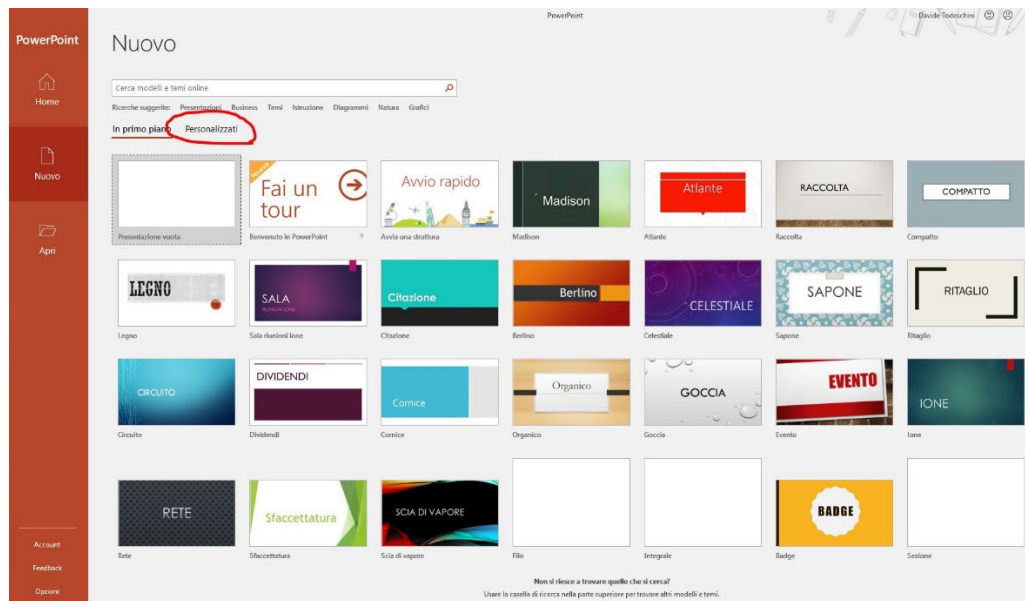 PowerPoint
Davide Todeschini
PowerPoint
Nuovo
Home
Nuovo
Apri
Account
Feedback
Opzioni
Cerca modelli e temi online
Ricerche suggerite: Presentazioni Business Temi Istruzione Diagrammi Natura Grafici
In primo piano Personalizzati
Fai un
tour
Avvio rapido
Madison
Atlante
RACCOLTA
COMPATTO
Presentazione vuota
Benvenuto in PowerPoint
Avvia una struttura
Madison
Atlante
Raccolta
Compatto
LEGNO
SALA
RIUNIONI IONE
Citazione
Berlino
CELESTIALE
SAPONE
RITAGLIO
Legno
Sala riunioni Ione
Citazione
Berlino
Celestiale
Sapone
Ritaglio
CIRCUITO
DIVIDENDI
Cornice
Organico
GOCCIA
EVENTO
IONE
Circuito
Dividendi
Cornice
Organico
Goccia
Evento
Ione
RETE
Sfaccettatura
SCIA DI VAPORE
BADGE
Rete
Sfaccettatura
Scia di vapore
Filo
Integrale
Badge
Sezione
Non si riesce a trovare quello che si cerca?
Usare la casella di ricerca nella parte superiore per trovare altri modelli e temi.